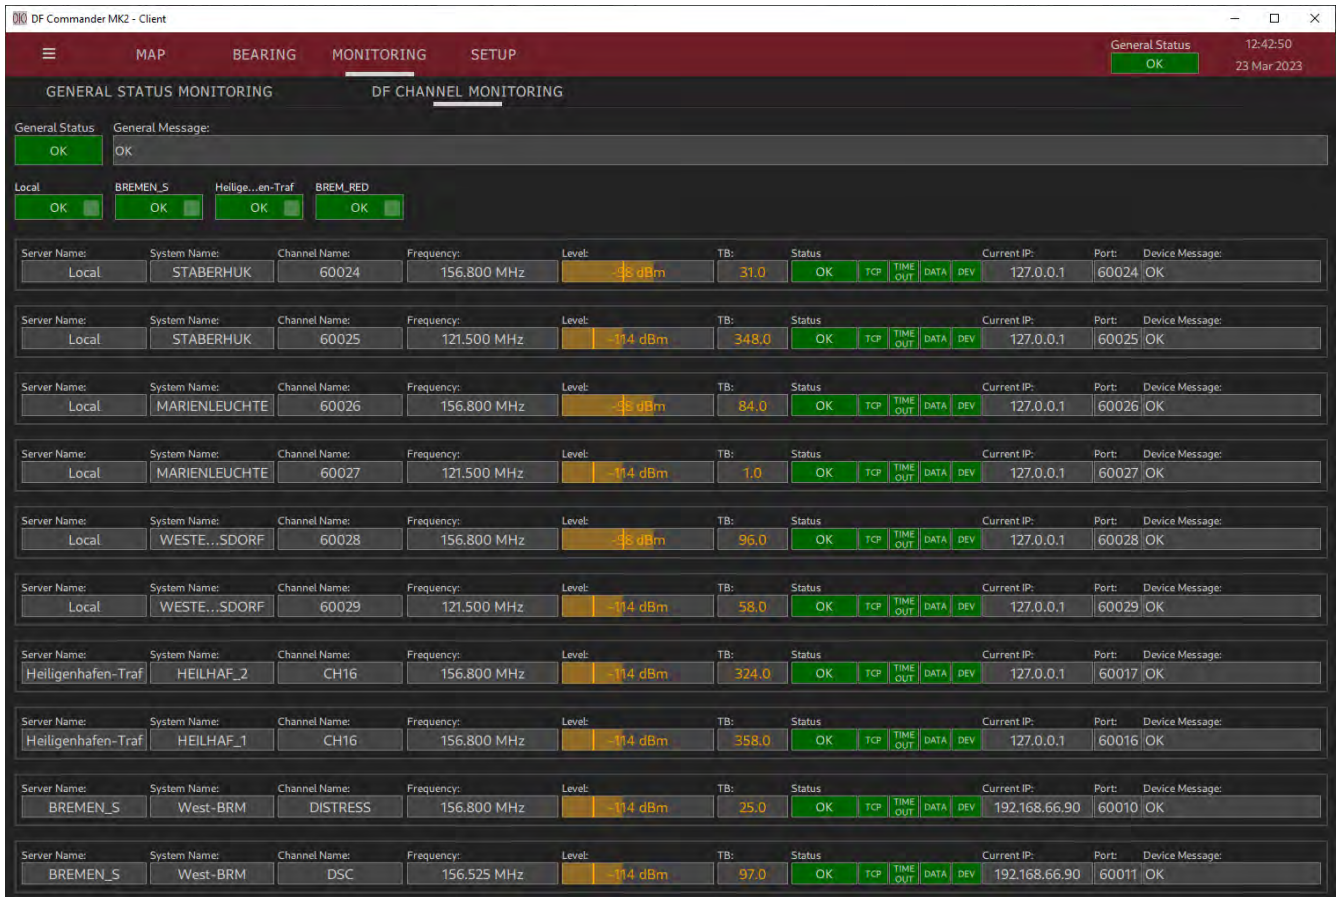 DF Commander MK2 - Client
MAP BEARING MONITORING SETUP General Status OK 12:42:50 23 Mar 2023
GENERAL STATUS MONITORING DF CHANNEL MONITORING
General Status General Message:
OK OK
Local BREMEN_S Heilige...en-Traf BREM_RED
OK OK OK OK
Server Name: System Name: Channel Name: Frequency: Level: TB: Status Current IP: Port: Device Message:
Local STABERHUK 60024 156.800 MHz -98 dBm 31.0 OK TCP TIME OUT DATA DEV 127.0.0.1 60024 OK
Server Name: System Name: Channel Name: Frequency: Level: TB: Status Current IP: Port: Device Message:
Local STABERHUK 60025 121.500 MHz -114 dBm 348.0 OK TCP TIME OUT DATA DEV 127.0.0.1 60025 OK
Server Name: System Name: Channel Name: Frequency: Level: TB: Status Current IP: Port: Device Message:
Local MARIENLEUCHTE 60026 156.800 MHz -98 dBm 84.0 OK TCP TIME OUT DATA DEV 127.0.0.1 60026 OK
Server Name: System Name: Channel Name: Frequency: Level: TB: Status Current IP: Port: Device Message:
Local MARIENLEUCHTE 60027 121.500 MHz -114 dBm 1.0 OK TCP TIME OUT DATA DEV 127.0.0.1 60027 OK
Server Name: System Name: Channel Name: Frequency: Level: TB: Status Current IP: Port: Device Message:
Local WESTE...SDORF 60028 156.800 MHz -98 dBm 96.0 OK TCP TIME OUT DATA DEV 127.0.0.1 60028 OK
Server Name: System Name: Channel Name: Frequency: Level: TB: Status Current IP: Port: Device Message:
Local WESTE...SDORF 60029 121.500 MHz -114 dBm 58.0 OK TCP TIME OUT DATA DEV 127.0.0.1 60029 OK
Server Name: System Name: Channel Name: Frequency: Level: TB: Status Current IP: Port: Device Message:
Heiligenhafen-Traf HEILHAF_2 CH16 156.800 MHz -114 dBm 324.0 OK TCP TIME OUT DATA DEV 127.0.0.1 60017 OK
Server Name: System Name: Channel Name: Frequency: Level: TB: Status Current IP: Port: Device Message:
Heiligenhafen-Traf HEILHAF_1 CH16 156.800 MHz -114 dBm 358.0 OK TCP TIME OUT DATA DEV 127.0.0.1 60016 OK
Server Name: System Name: Channel Name: Frequency: Level: TB: Status Current IP: Port: Device Message:
BREMEN_S West-BRM DISTRESS 156.800 MHz -114 dBm 25.0 OK TCP TIME OUT DATA DEV 192.168.66.90 60010 OK
Server Name: System Name: Channel Name: Frequency: Level: TB: Status Current IP: Port: Device Message:
BREMEN_S West-BRM DSC 156.525 MHz -114 dBm 97.0 OK TCP TIME OUT DATA DEV 192.168.66.90 60011 OK